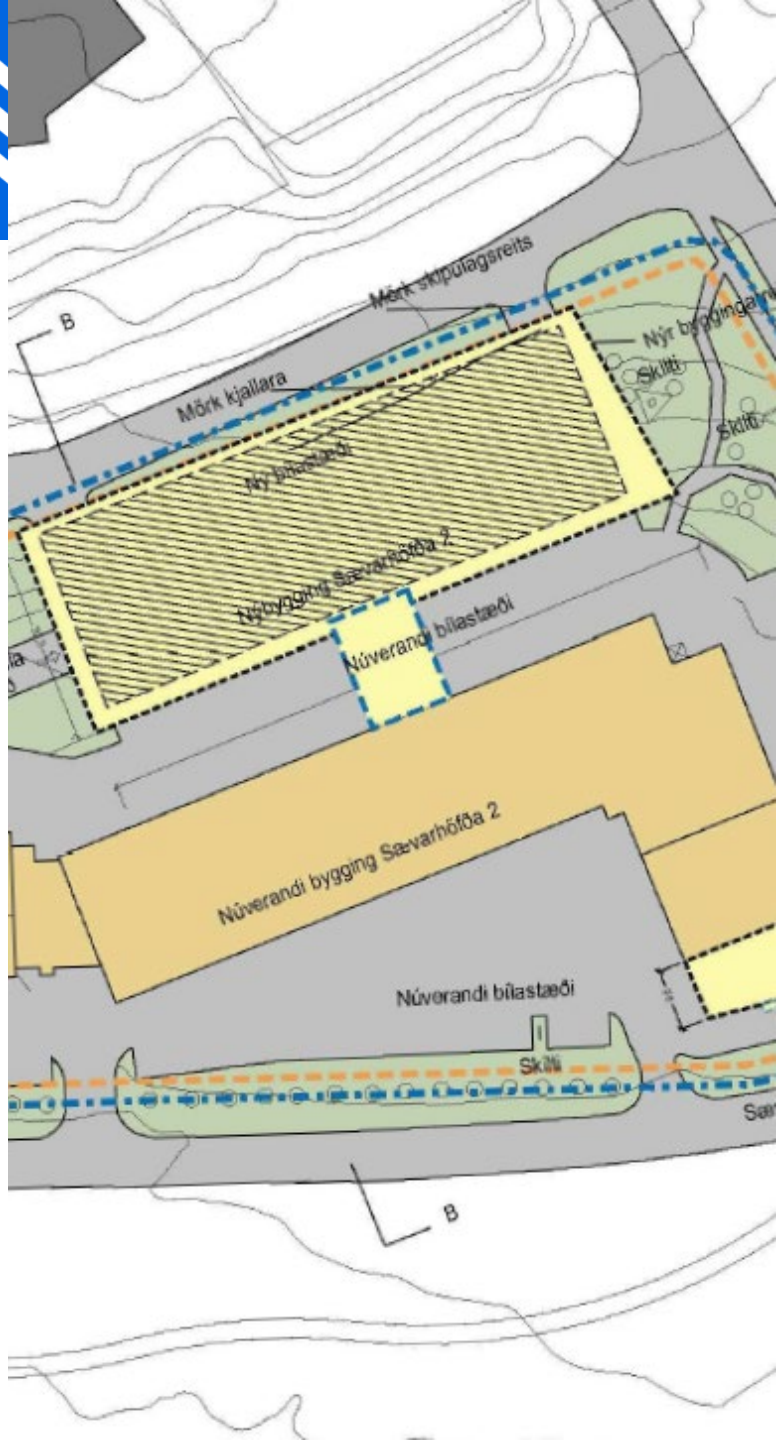 Mörk skipulagsreits
B
Nýr byggingar
Skilti
Mörk kjallara
Skilti
Ný bílastæði
Nýbygging Sævarhöfða 2
Núverandi bílastæði
Núverandi bygging Sævarhöfða 2
Núverandi bílastæði
Skilti
Sæ
B